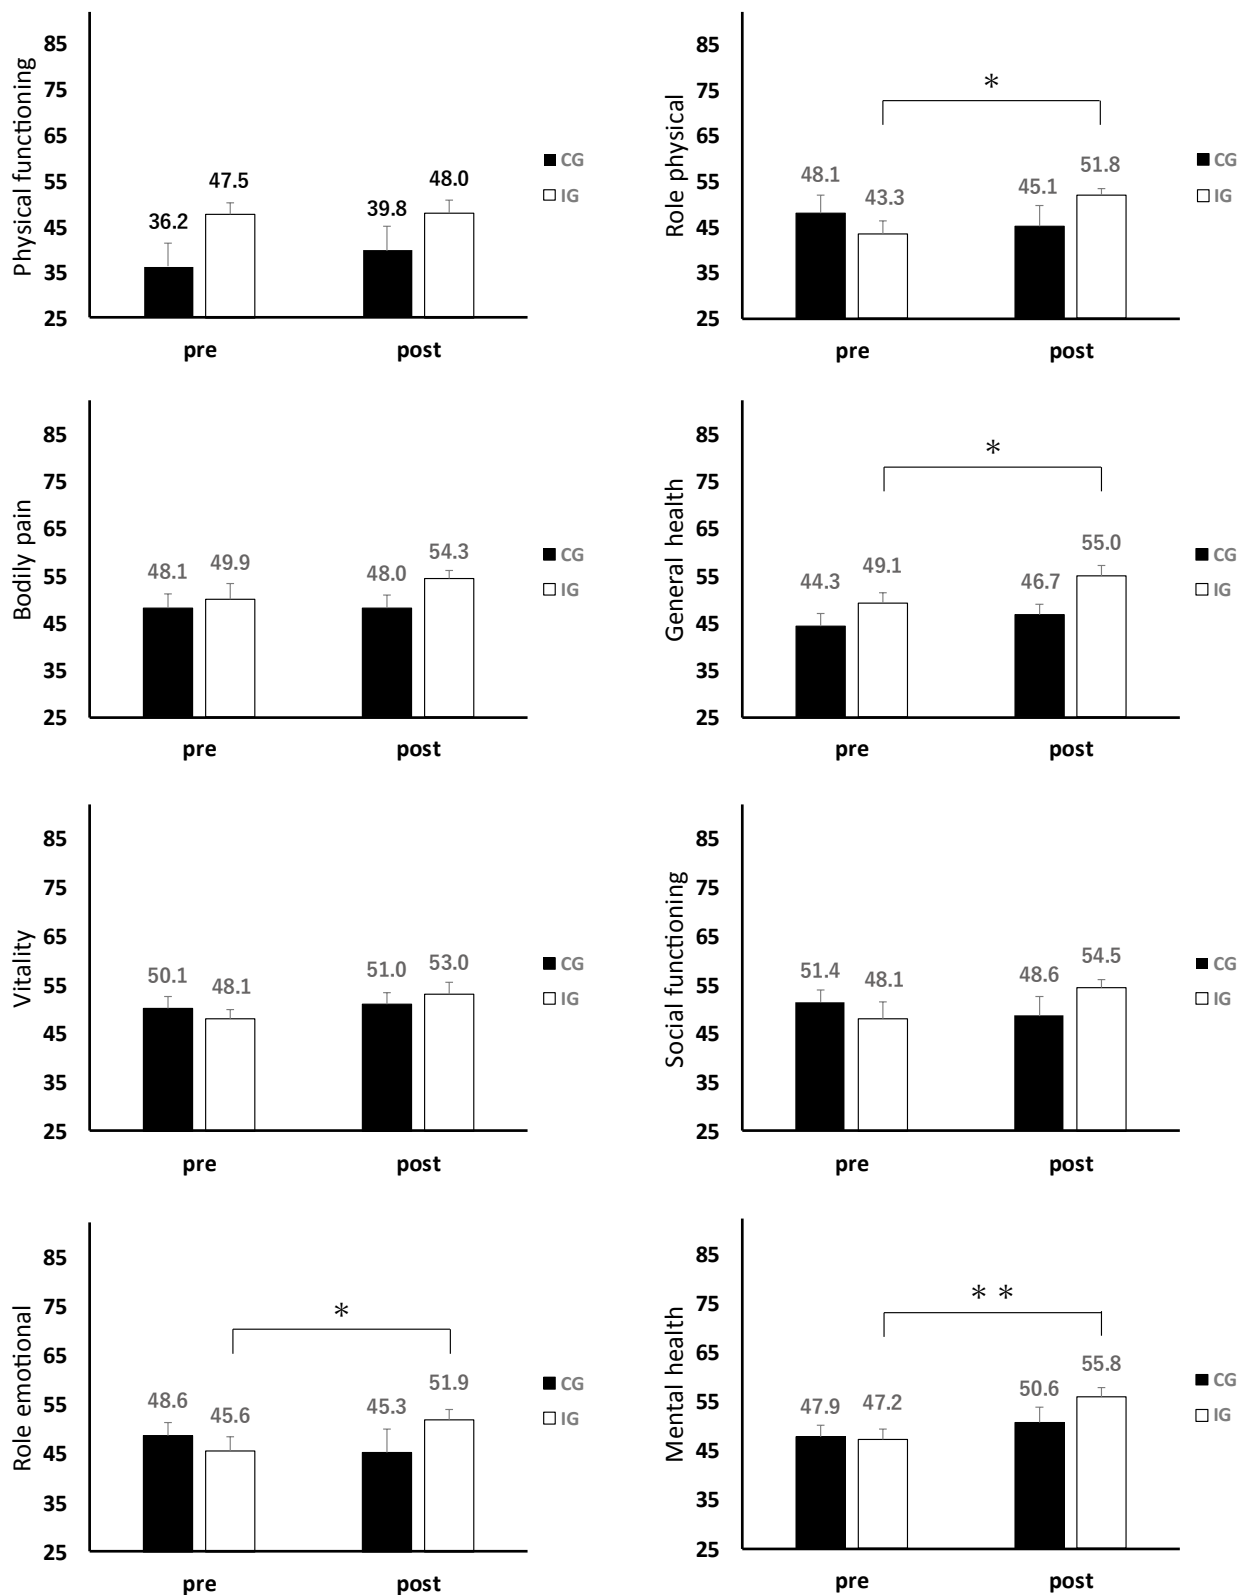 Physical functioning
85
75
65
55
45
35
25
36.2
47.5
39.8
48.0
pre
post
CG
IG
Role physical
85
75
65
55
45
35
25
*
48.1
43.3
45.1
51.8
pre
post
CG
IG
Bodily pain
85
75
65
55
45
35
25
48.1
49.9
48.0
54.3
pre
post
CG
IG
General health
85
75
65
55
45
35
25
*
44.3
49.1
46.7
55.0
pre
post
CG
IG
Vitality
85
75
65
55
45
35
25
50.1
48.1
51.0
53.0
pre
post
CG
IG
Social functioning
85
75
65
55
45
35
25
51.4
48.1
48.6
54.5
pre
post
CG
IG
Role emotional
85
75
65
55
45
35
25
*
48.6
45.6
45.3
51.9
pre
post
CG
IG
Mental health
85
75
65
55
45
35
25
* *
47.9
47.2
50.6
55.8
pre
post
CG
IG